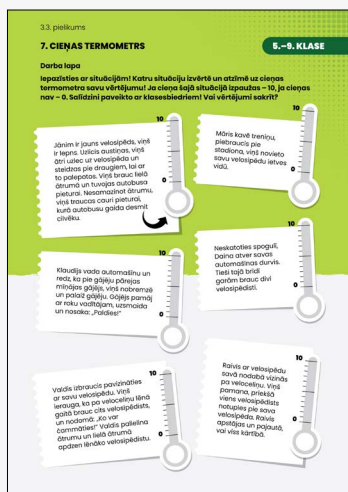 3.3. pielikums
7. CIEŅAS TERMOMETRS
5.–9. KLASE
Darba lapa
Iepazīsties ar situācijām! Katru situāciju izvērtē un atzīmē uz cieņas
termometra savu vērtējumu! Ja cieņa šajā situācijā izpaužas – 10, ja cieņas
nav – 0. Salīdzini paveikto ar klasesbiedriem! Vai vērtējumi sakrīt?
Jānim ir jauns velosipēds, viņš
ir lepns. Uzlicis austiņas, viņš
ātri uzlec uz velosipēda un
steidzas pie draugiem, lai ar
to palepotos. Viņš brauc lielā
ātrumā un tuvojas autobusa
pieturai. Nesamazinot ātrumu,
viņš traucas cauri pieturai,
kurā autobusu gaida desmit
cilvēku.
10
0
Māris kavē treniņu,
piebraucis pie
stadiona, viņš novieto
savu velosipēdu ietves
vidū.
10
0
Klaudijs vada automašīnu un
redz, ka pie gājēju pārejas
mīņājas gājējs, viņš nobremzē
un palaiž gājēju. Gājējs pamāj
ar roku vadītājam, uzsmaida
un nosaka: „Paldies!”
10
0
Neskatoties spogulī,
Daina atver savas
automašīnas durvis.
Tieši tajā brīdī
garām brauc divi
velosipēdisti.
10
0
Valdis izbraucis pavizināties
ar savu velosipēdu. Viņš
ierauga, ka pa veloceliņu lēnā
gaitā brauc cits velosipēdists,
un nodomā: „Ko var
čammāties!” Valdis palielina
ātrumu un lielā ātrumā
apdzen lēnāko velosipēdistu.
10
0
Raivis ar velosipēdu
savā nodabā vizinās
pa veloceliņu. Viņš
pamana, priekšā
viens velosipēdists
notupies pie sava
velosipēda. Raivis
apstājas un pajautā,
vai viss kārtībā.
10
0